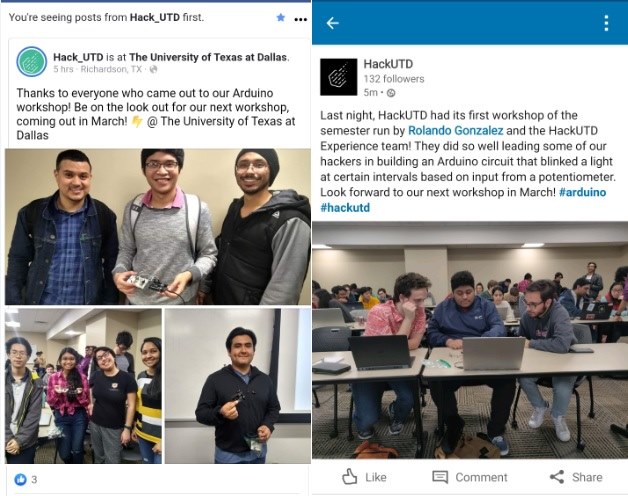 You're seeing posts from Hack_UTD first.
Hack_UTD is at The University of Texas at Dallas.
5 hrs · Richardson, TX ·
Thanks to everyone who came out to our Arduino
workshop! Be on the look out for our next workshop,
coming out in March! 👇 @ The University of Texas at
Dallas
3
HackUTD
132 followers
5m •
Last night, HackUTD had its first workshop of the
semester run by Rolando Gonzalez and the HackUTD
Experience team! They did so well leading some of our
hackers in building an Arduino circuit that blinked a light
at certain intervals based on input from a potentiometer.
Look forward to our next workshop in March! #arduino
#hackutd
Like
Comment
Share